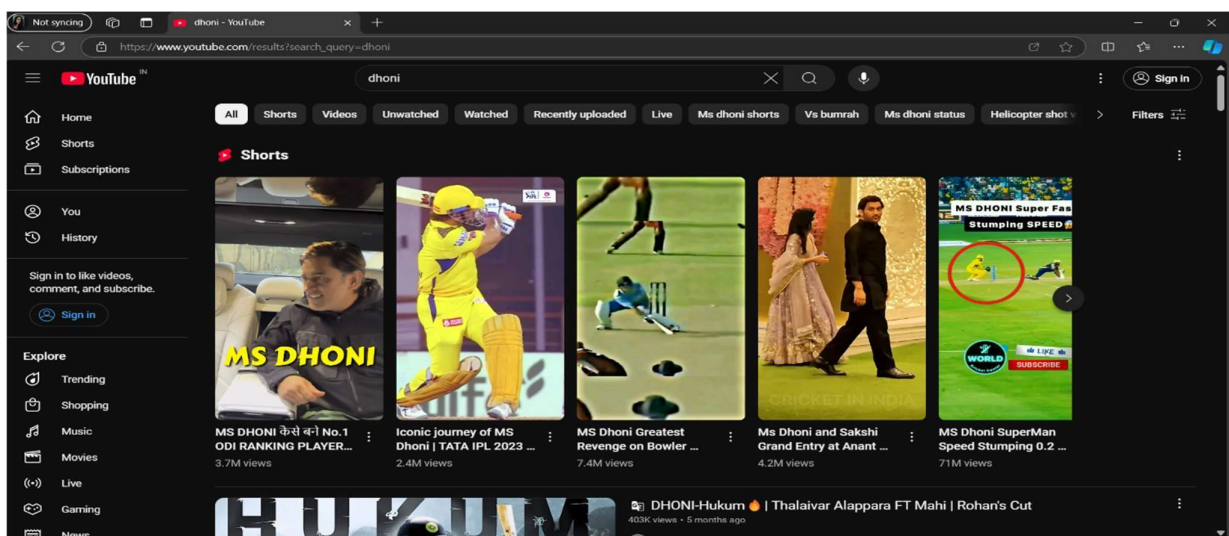 Not syncing
dhoni - YouTube
https://www.youtube.com/results?search_query=dhoni
YouTube IN
dhoni
Sign in
All Shorts Videos Unwatched Watched Recently uploaded Live Ms dhoni shorts Vs bumrah Ms dhoni status Helicopter shot Filters
Home
Shorts
Subscriptions
You
History
Sign in to like videos,
comment, and subscribe.
Sign in
Explore
Trending
Shopping
Music
Movies
Live
Gaming
News
Shorts
MS DHONI
MS DHONI कैसे बने No.1
ODI RANKING PLAYER...
3.7M views
Iconic journey of MS
Dhoni | TATA IPL 2023 ...
2.4M views
MS Dhoni Greatest
Revenge on Bowler ...
7.4M views
CRICKET IN INDIA
Ms Dhoni and Sakshi
Grand Entry at Anant ...
4.2M views
MS DHONI Super Fas
Stumping SPEED
WORLD
LIKE
SUBSCRIBE
MS Dhoni SuperMan
Speed Stumping 0.2 ...
71M views
HUKUM
DHONI-Hukum 🔥 | Thalaivar Alappara FT Mahi | Rohan's Cut
403K views • 5 months ago